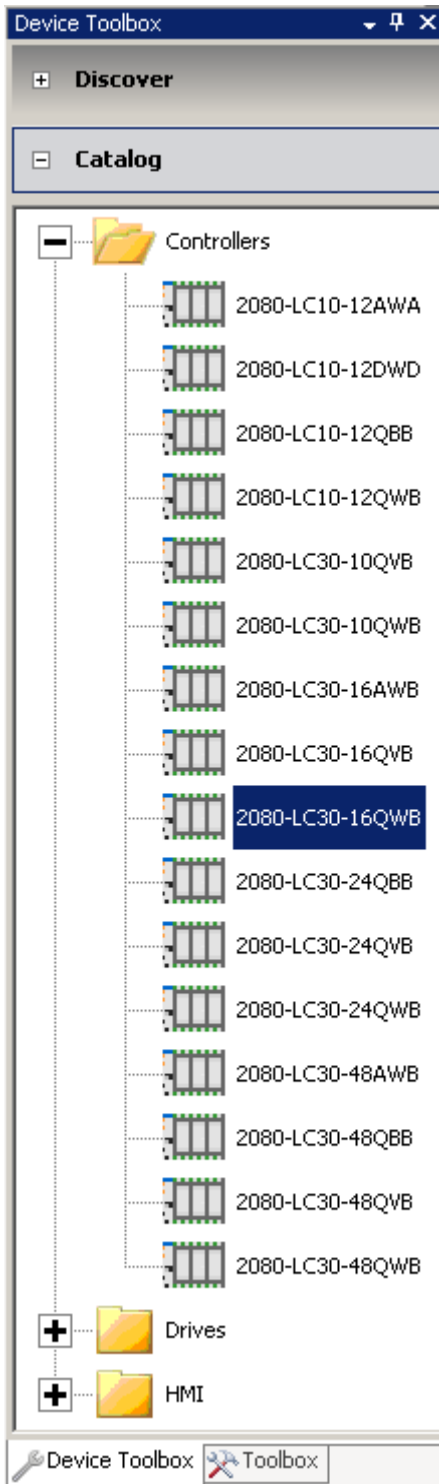 Device Toolbox
Discover
Catalog
Controllers
2080-LC10-12AWA
2080-LC10-12DWD
2080-LC10-12QBB
2080-LC10-12QWB
2080-LC30-10QVB
2080-LC30-10QWB
2080-LC30-16AWB
2080-LC30-16QVB
2080-LC30-16QWB
2080-LC30-24QBB
2080-LC30-24QVB
2080-LC30-24QWB
2080-LC30-48AWB
2080-LC30-48QBB
2080-LC30-48QVB
2080-LC30-48QWB
Drives
HMI
Device Toolbox Toolbox